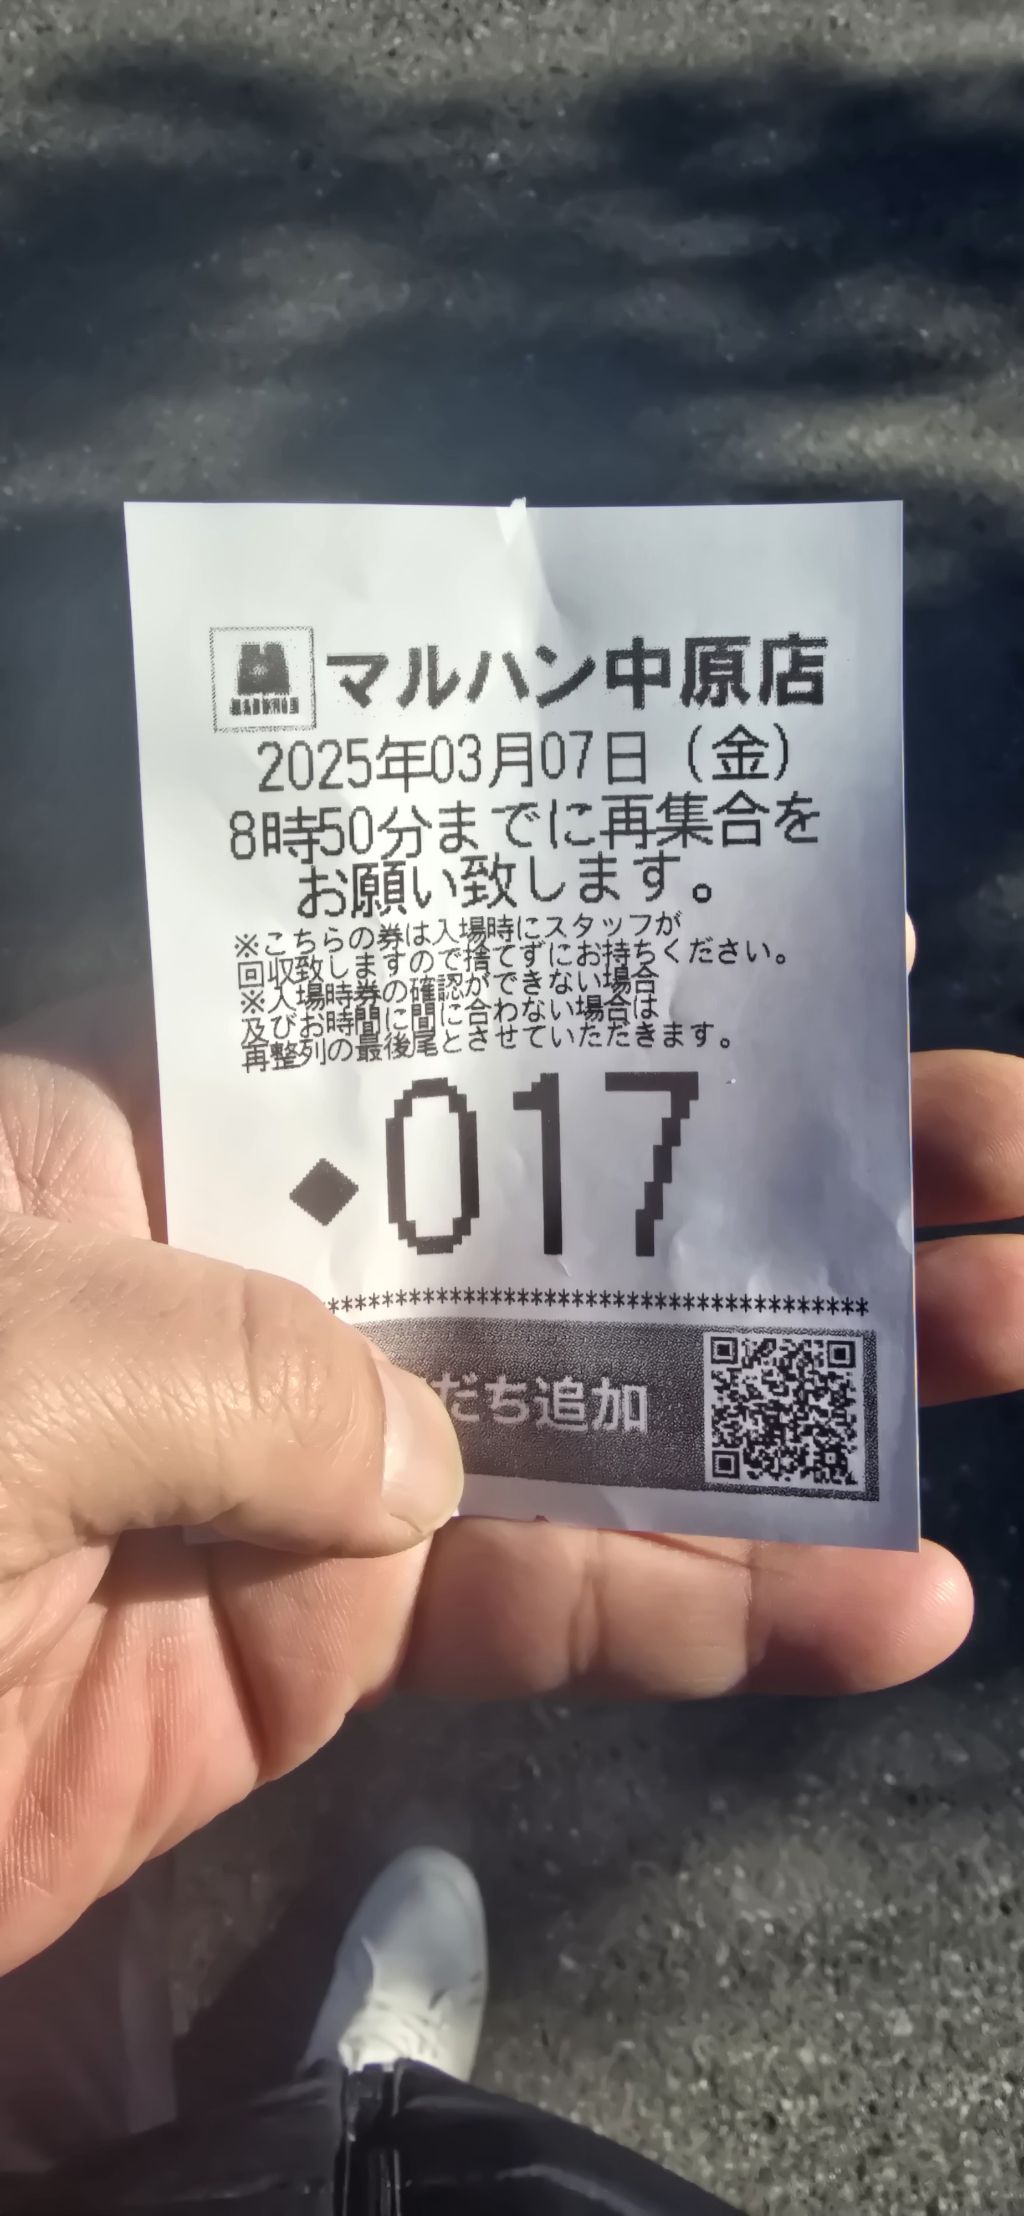 マルハン中原店
2025年03月07日（金）
8時50分までに再集合を
お願い致します。
※こちらの券は入場時にスタッフが
回収致しますので捨てずにお持ちください。
※入場時券の確認ができない場合
及びお時間に間に合わない場合は
再整列の最後尾とさせていただきます。
◆017
だち追加